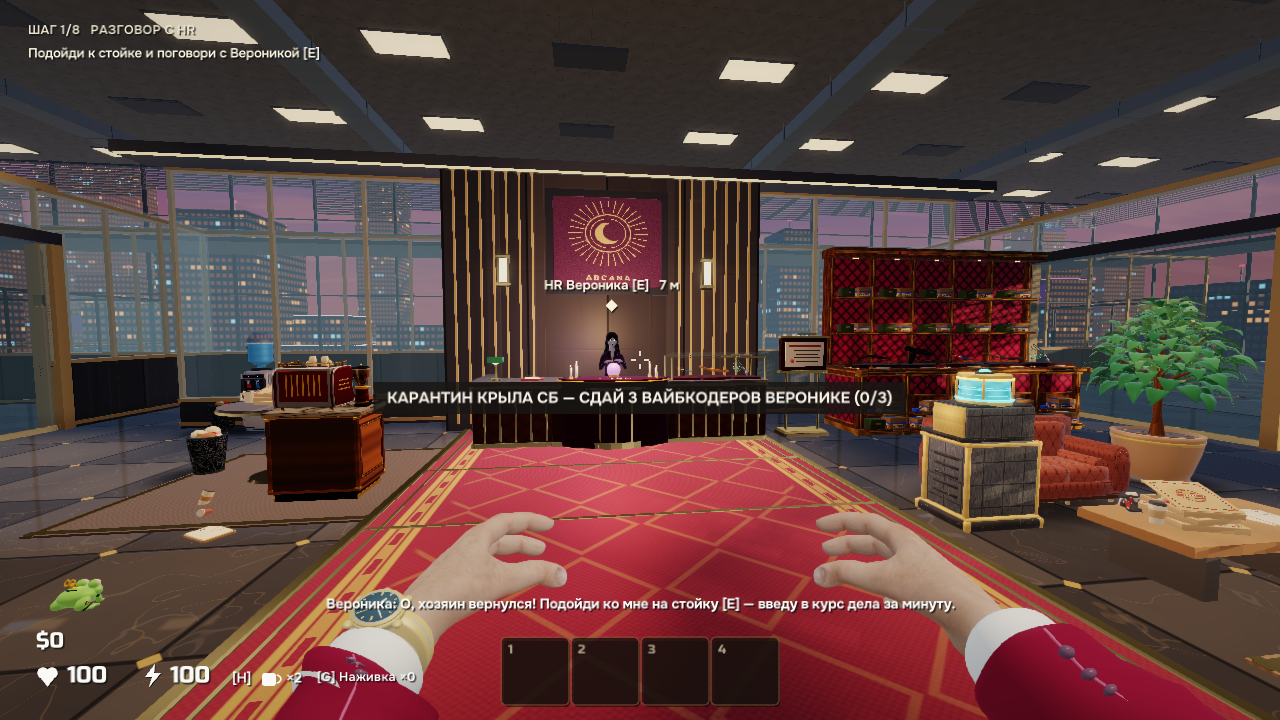 ШАГ 1/8 РАЗГОВОР С HR
Подойди к стойке и поговори с Вероникой [E]
ARCANA
HR Вероника [E] 7 м
КАРАНТИН КРЫЛА СБ — СДАЙ 3 ВАЙБКОДЕРОВ ВЕРОНИКЕ (0/3)
Вероника: О, хозяин вернулся! Подойди ко мне на стойку [E] — введу в курс дела за минуту.
$0
100 100 [H] ×2 [G] Наживка ×0
1 2 3 4